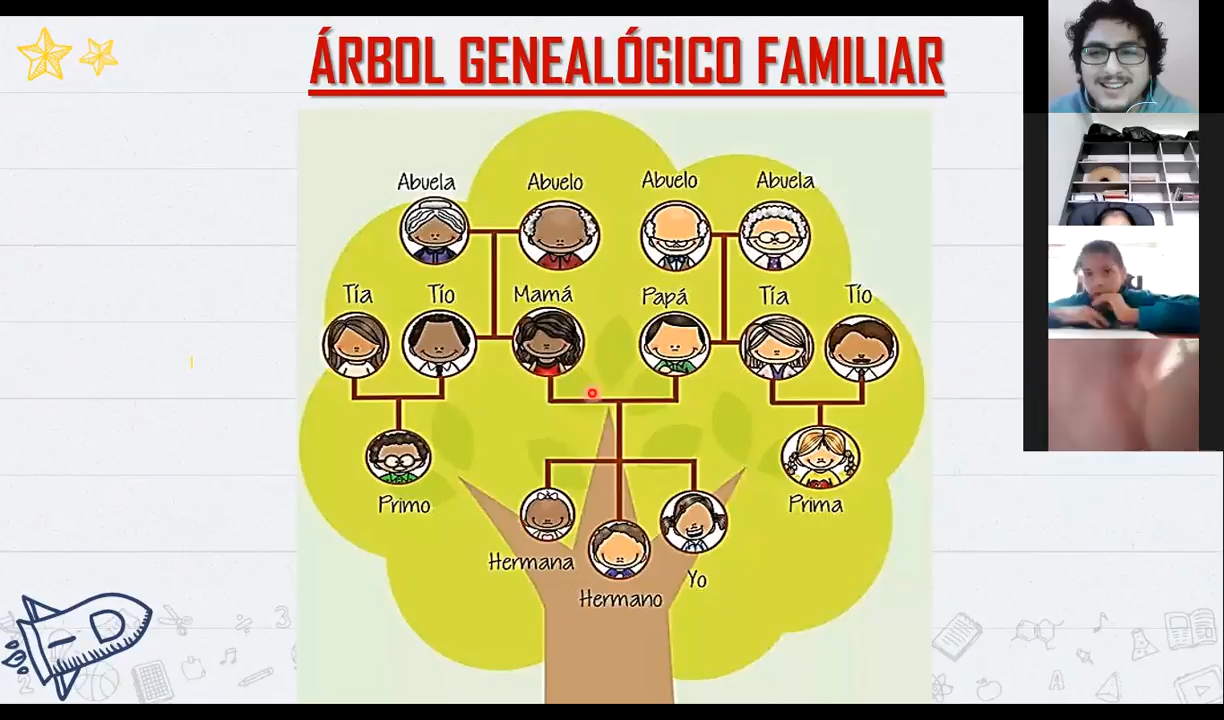 ÁRBOL GENEALÓGICO FAMILIAR
Abuela Abuelo Abuelo Abuela
Tía Tío Mamá Papá Tía Tío
Primo Prima
Hermana
Hermano
Yo